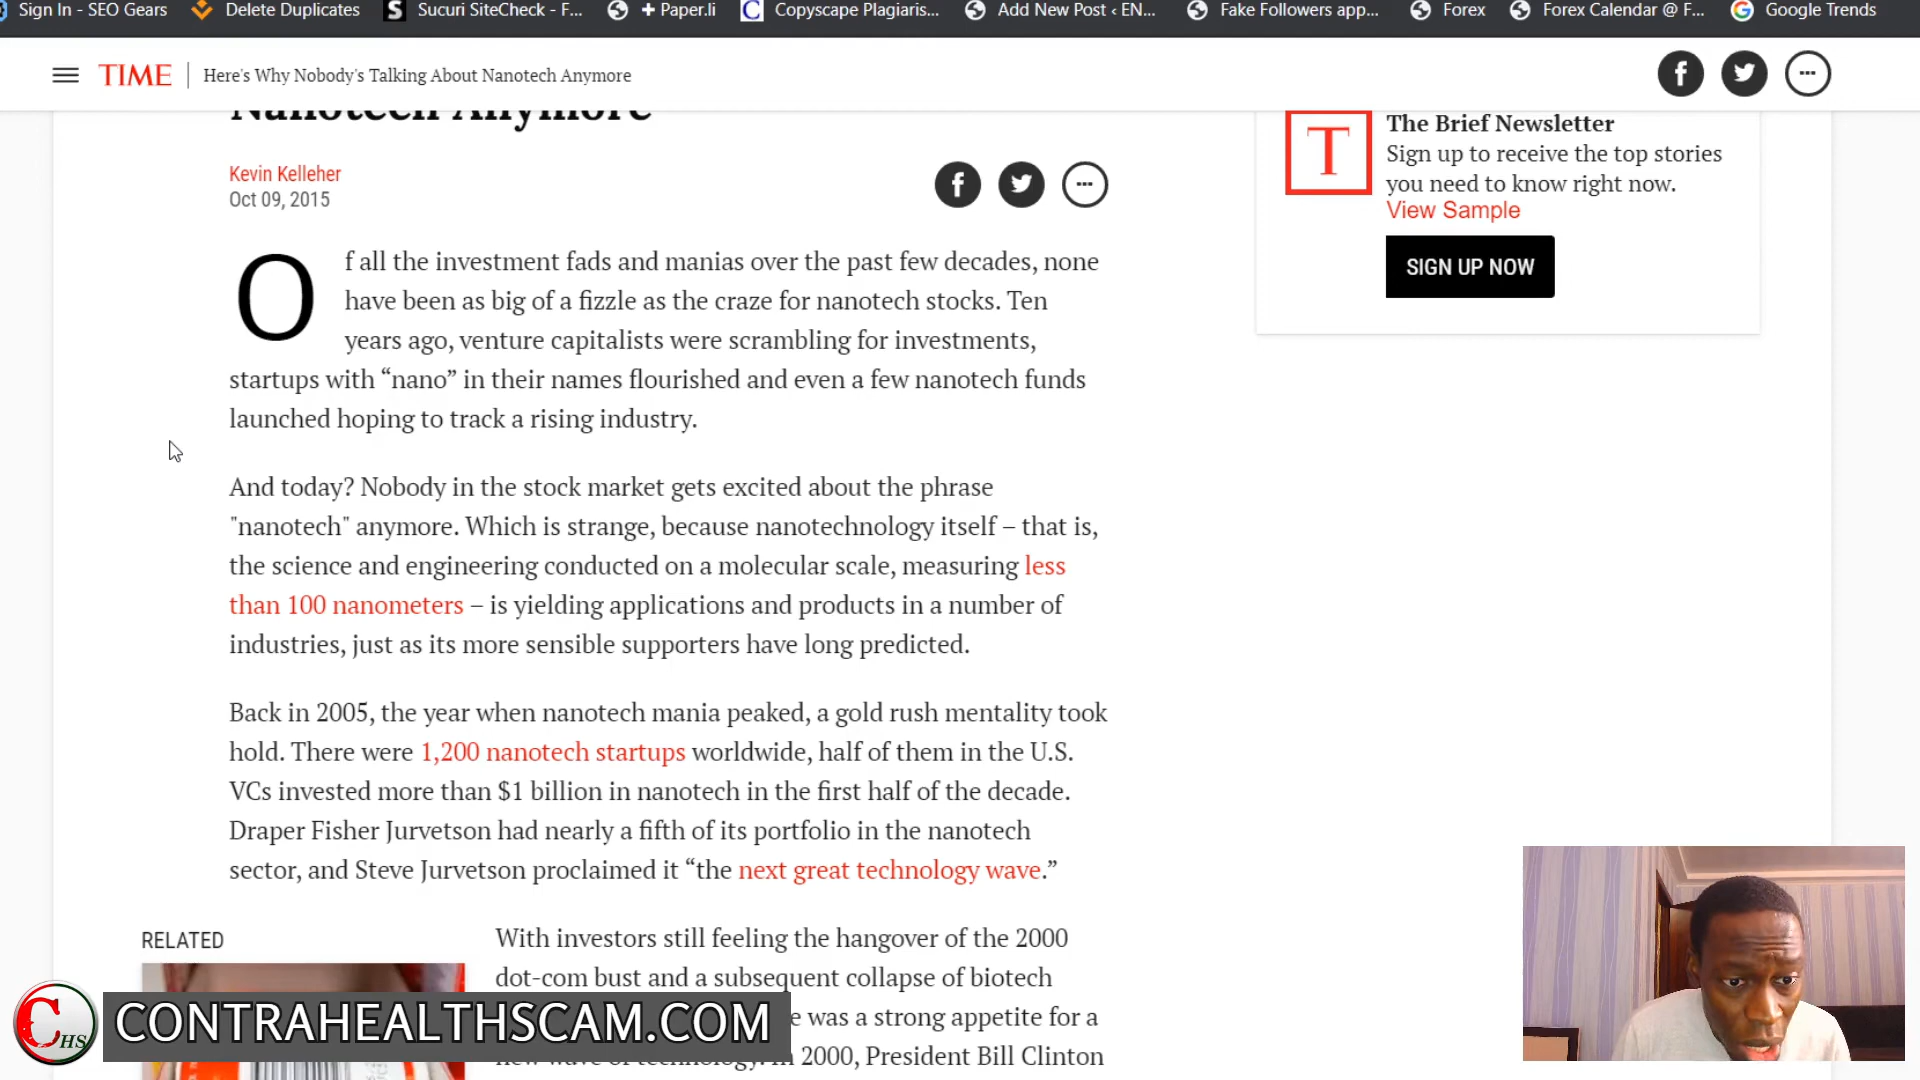 Sign In - SEO Gears
Delete Duplicates
S
Sucuri SiteCheck - F...
+ Paper.li
C
Copyscape Plagiaris...
Add New Post ‹ EN...
Fake Followers app...
Forex
Forex Calendar @ F...
G
Google Trends
TIME
Here's Why Nobody's Talking About Nanotech Anymore
Nanotech Anymore
Kevin Kelleher
Oct 09, 2015
Of all the investment fads and manias over the past few decades, none
have been as big of a fizzle as the craze for nanotech stocks. Ten
years ago, venture capitalists were scrambling for investments,
startups with “nano” in their names flourished and even a few nanotech funds
launched hoping to track a rising industry.
And today? Nobody in the stock market gets excited about the phrase
"nanotech" anymore. Which is strange, because nanotechnology itself – that is,
the science and engineering conducted on a molecular scale, measuring less
than 100 nanometers – is yielding applications and products in a number of
industries, just as its more sensible supporters have long predicted.
Back in 2005, the year when nanotech mania peaked, a gold rush mentality took
hold. There were 1,200 nanotech startups worldwide, half of them in the U.S.
VCs invested more than $1 billion in nanotech in the first half of the decade.
Draper Fisher Jurvetson had nearly a fifth of its portfolio in the nanotech
sector, and Steve Jurvetson proclaimed it “the next great technology wave.”
RELATED
With investors still feeling the hangover of the 2000
dot-com bust and a subsequent collapse of biotech
was a strong appetite for a
2000, President Bill Clinton
T
The Brief Newsletter
Sign up to receive the top stories
you need to know right now.
View Sample
SIGN UP NOW
CHS
CONTRAHEALTHSCAM.COM